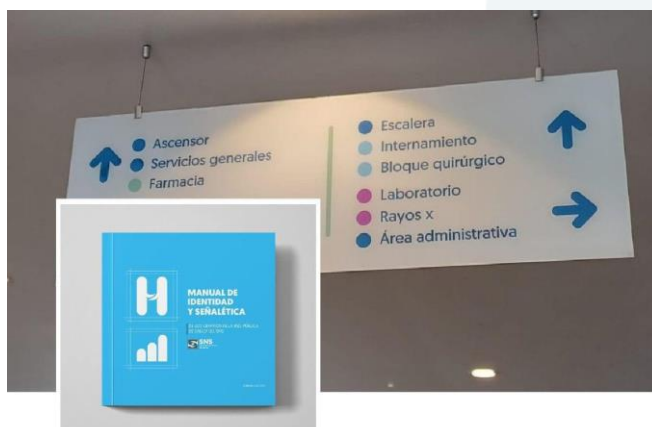 Ascensor
Servicios generales
Farmacia
Escalera
Internamiento
Bloque quirúrgico
Laboratorio
Rayos x
Área administrativa
H
MANUAL DE
IDENTIDAD
Y SEÑALÉTICA
SNS